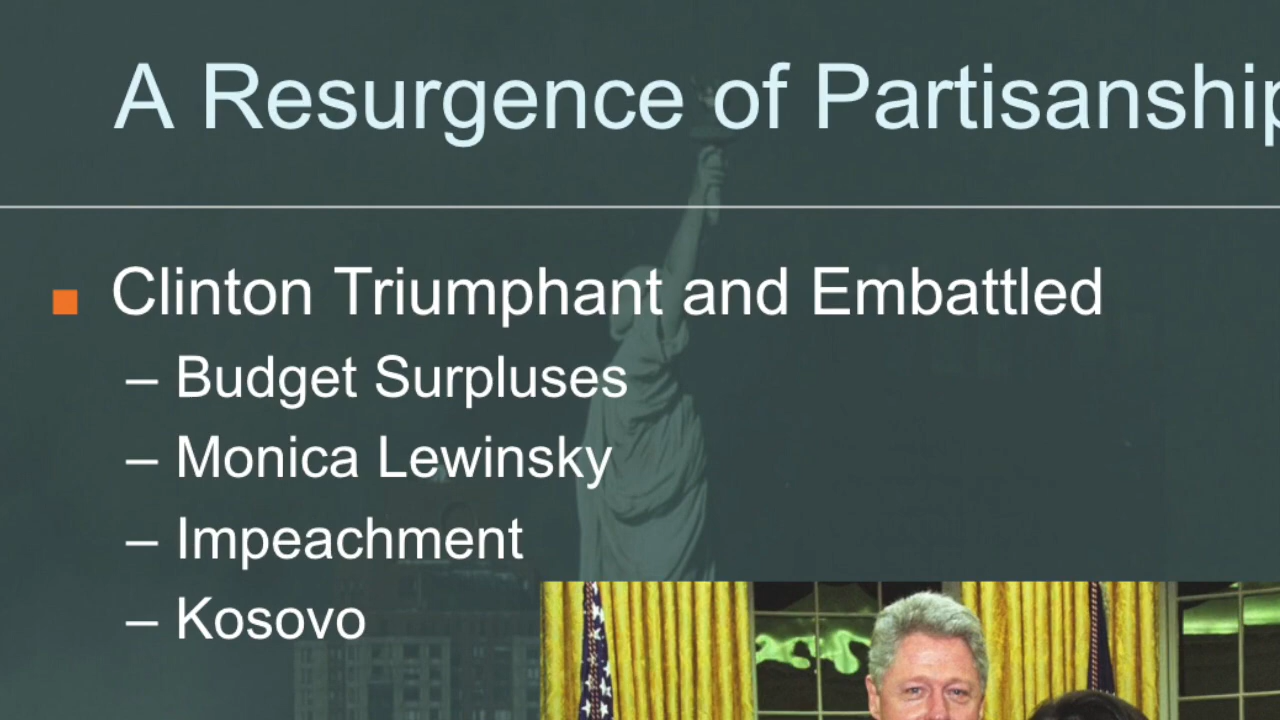 A Resurgence of Partisanship
Clinton Triumphant and Embattled
– Budget Surpluses
– Monica Lewinsky
– Impeachment
– Kosovo